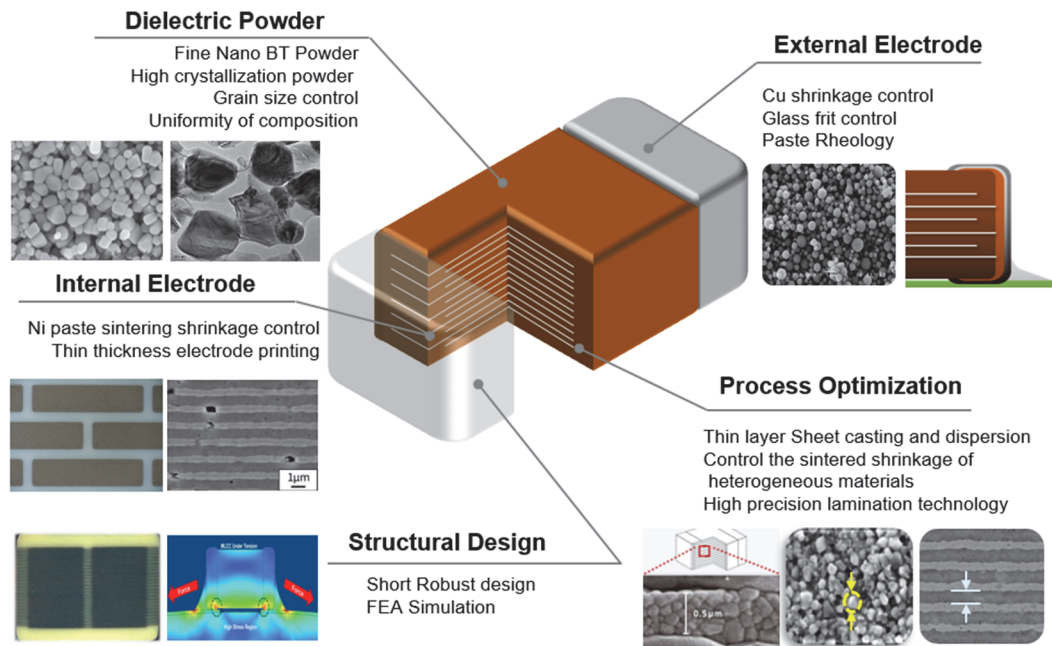 Dielectric Powder
Fine Nano BT Powder
High crystallization powder
Grain size control
Uniformity of composition
External Electrode
Cu shrinkage control
Glass frit control
Paste Rheology
Internal Electrode
Ni paste sintering shrinkage control
Thin thickness electrode printing
1μm
Process Optimization
Thin layer Sheet casting and dispersion
Control the sintered shrinkage of
heterogeneous materials
High precision lamination technology
Structural Design
Short Robust design
FEA Simulation
MLCC Under Tension
Force
Force
High Stress Region
0.5μm